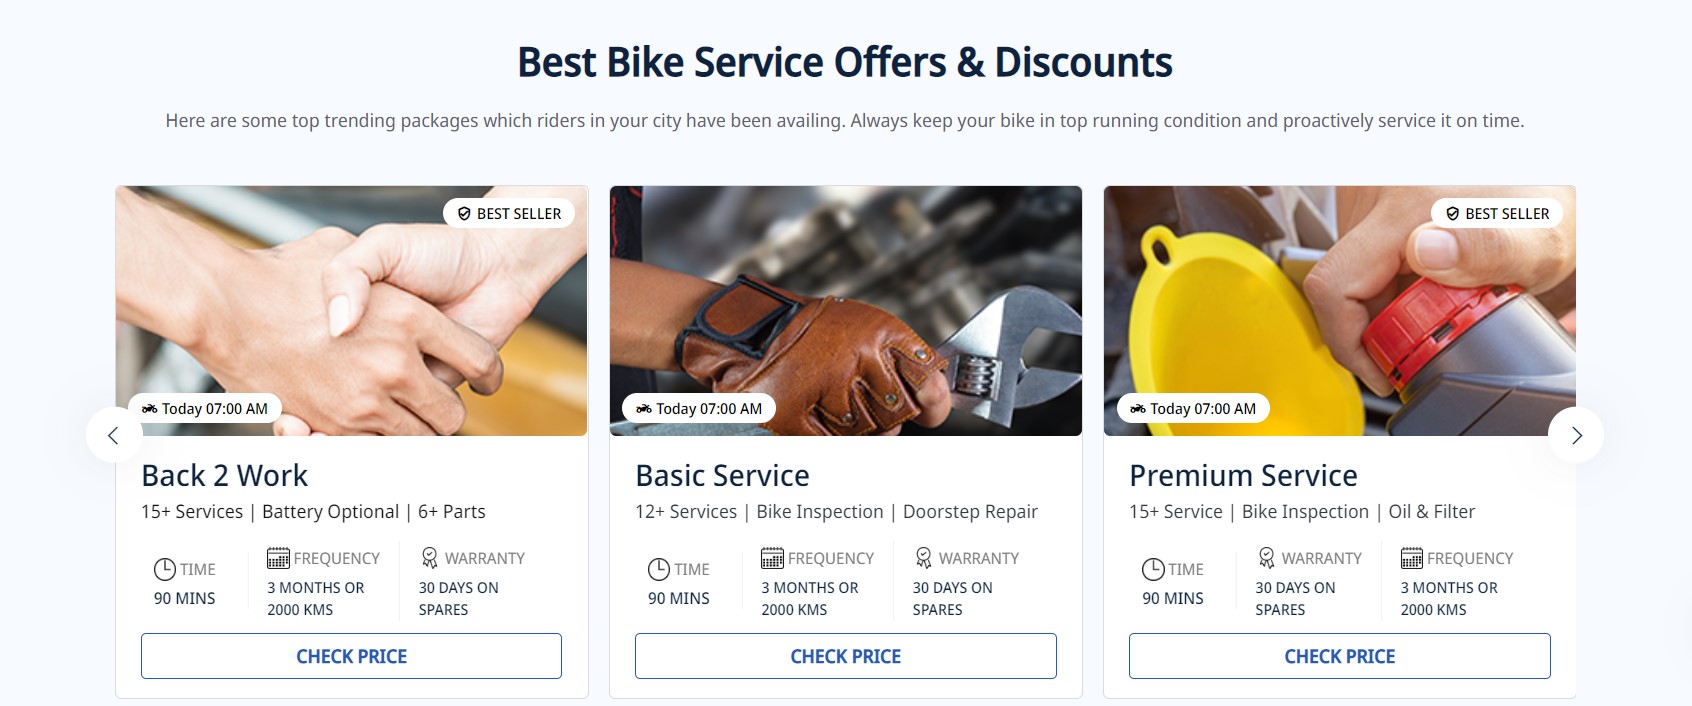 Best Bike Service Offers & Discounts
Here are some top trending packages which riders in your city have been availing. Always keep your bike in top running condition and proactively service it on time.
BEST SELLER
Today 07:00 AM
Back 2 Work
15+ Services | Battery Optional | 6+ Parts
TIME
90 MINS
FREQUENCY
3 MONTHS OR
2000 KMS
WARRANTY
30 DAYS ON
SPARES
CHECK PRICE
Today 07:00 AM
Basic Service
12+ Services | Bike Inspection | Doorstep Repair
TIME
90 MINS
FREQUENCY
3 MONTHS OR
2000 KMS
WARRANTY
30 DAYS ON
SPARES
CHECK PRICE
BEST SELLER
Today 07:00 AM
Premium Service
15+ Service | Bike Inspection | Oil & Filter
TIME
90 MINS
WARRANTY
30 DAYS ON
SPARES
FREQUENCY
3 MONTHS OR
2000 KMS
CHECK PRICE